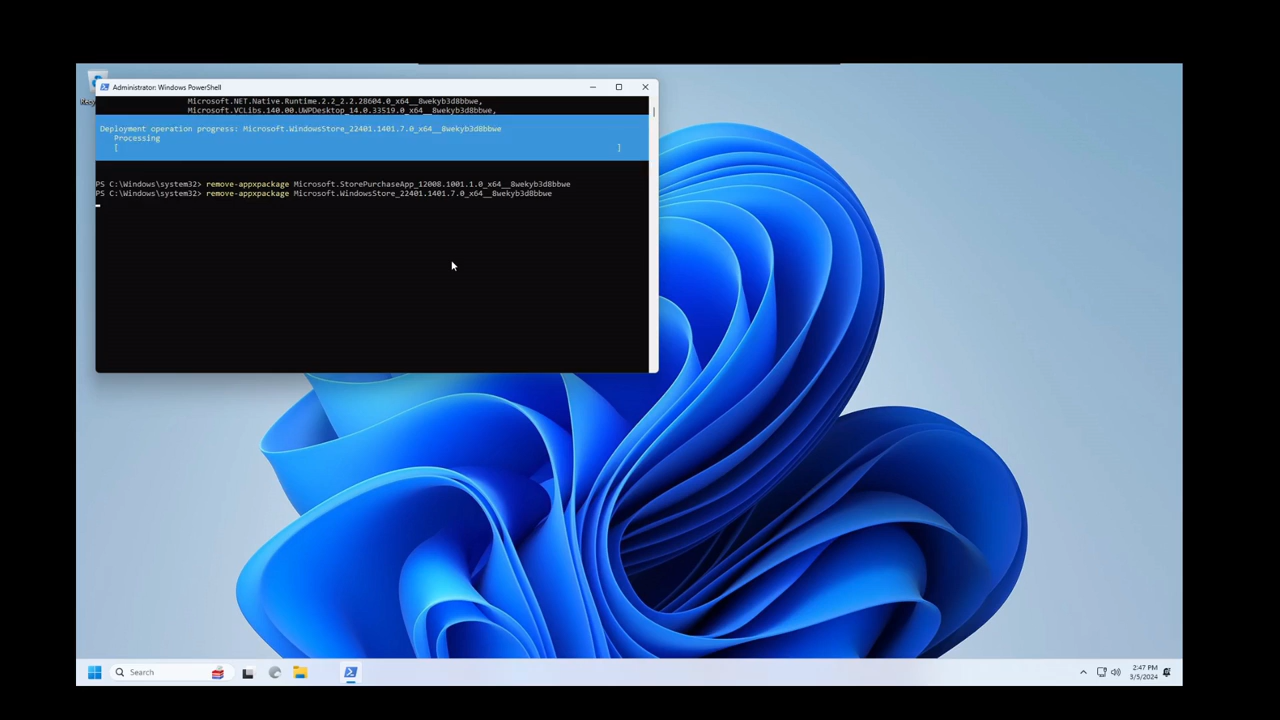 Administrator: Windows PowerShell
Microsoft.NET.Native.Runtime.2.2_2.2.28604.0_x64__8wekyb3d8bbwe,
Microsoft.VCLibs.140.00.UWPDesktop_14.0.33519.0_x64__8wekyb3d8bbwe,
Deployment operation progress: Microsoft.WindowsStore_22401.1401.7.0_x64__8wekyb3d8bbwe
Processing
[ ]
PS C:\Windows\system32> remove-appxpackage Microsoft.StorePurchaseApp_12008.1001.1.0_x64__8wekyb3d8bbwe
PS C:\Windows\system32> remove-appxpackage Microsoft.WindowsStore_22401.1401.7.0_x64__8wekyb3d8bbwe
Search
2:47 PM
3/5/2024